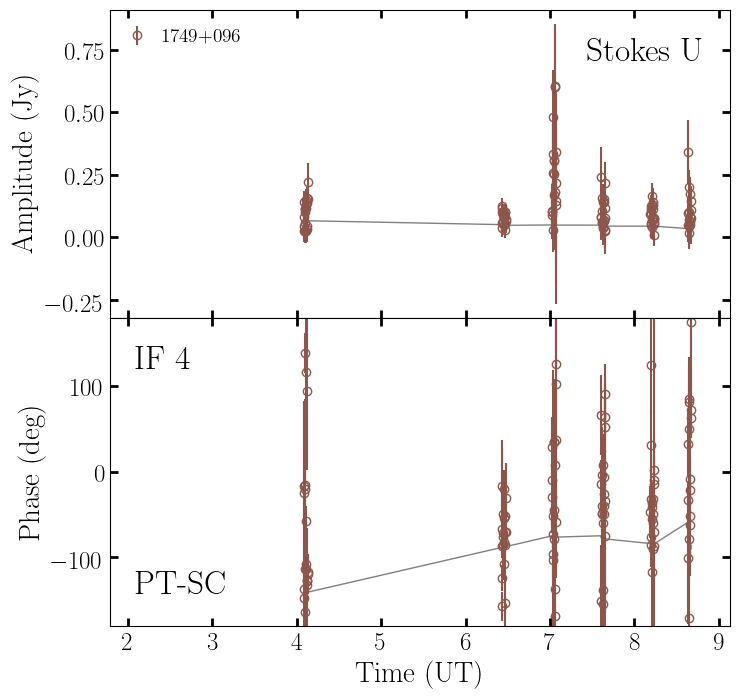 1749+096
Stokes U
Amplitude (Jy)
0.75
0.50
0.25
0.00
−0.25
IF 4
PT-SC
Phase (deg)
100
0
−100
2 3 4 5 6 7 8 9
Time (UT)